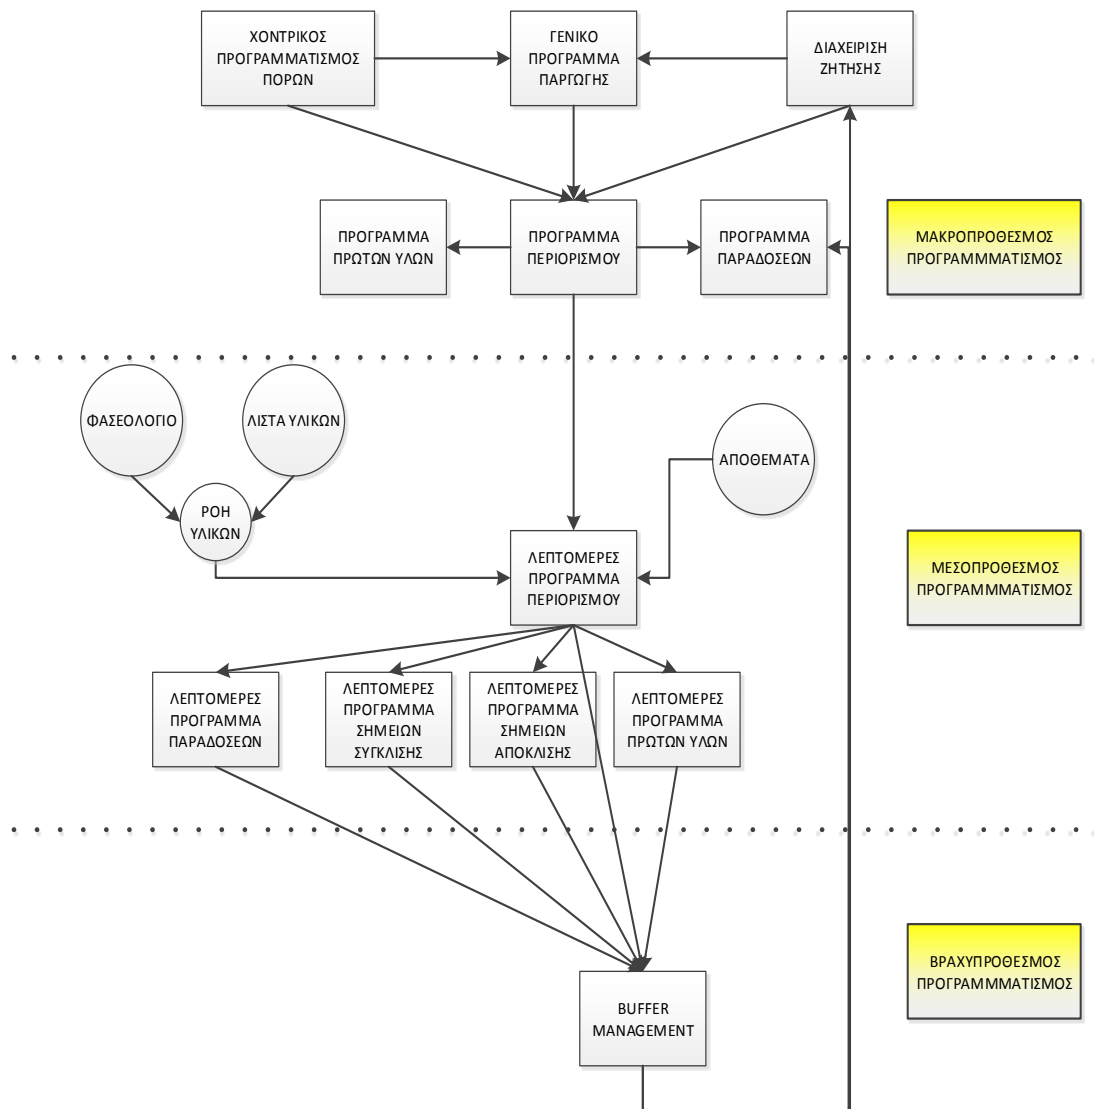 ΧΟΝΤΡΙΚΟΣ
ΠΡΟΓΡΑΜΜΑΤΙΣΜΟΣ
ΠΟΡΩΝ
ΓΕΝΙΚΟ
ΠΡΟΓΡΑΜΜΑ
ΠΑΡΓΩΓΗΣ
ΔΙΑΧΕΙΡΙΣΗ
ΖΗΤΗΣΗΣ
ΠΡΟΓΡΑΜΜΑ
ΠΡΩΤΩΝ ΥΛΩΝ
ΠΡΟΓΡΑΜΜΑ
ΠΕΡΙΟΡΙΣΜΟΥ
ΠΡΟΓΡΑΜΜΑ
ΠΑΡΑΔΟΣΕΩΝ
ΜΑΚΡΟΠΡΟΘΕΣΜΟΣ
ΠΡΟΓΡΑΜΜΜΑΤΙΣΜΟΣ
ΦΑΣΕΟΛΟΓΙΟ
ΛΙΣΤΑ ΥΛΙΚΩΝ
ΑΠΟΘΕΜΑΤΑ
ΡΟΗ
ΥΛΙΚΩΝ
ΛΕΠΤΟΜΕΡΕΣ
ΠΡΟΓΡΑΜΜΑ
ΠΕΡΙΟΡΙΣΜΟΥ
ΜΕΣΟΠΡΟΘΕΣΜΟΣ
ΠΡΟΓΡΑΜΜΜΑΤΙΣΜΟΣ
ΛΕΠΤΟΜΕΡΕΣ
ΠΡΟΓΡΑΜΜΑ
ΠΑΡΑΔΟΣΕΩΝ
ΛΕΠΤΟΜΕΡΕΣ
ΠΡΟΓΡΑΜΜΑ
ΣΗΜΕΙΩΝ
ΣΥΓΚΛΙΣΗΣ
ΛΕΠΤΟΜΕΡΕΣ
ΠΡΟΓΡΑΜΜΑ
ΣΗΜΕΙΩΝ
ΑΠΟΚΛΙΣΗΣ
ΛΕΠΤΟΜΕΡΕΣ
ΠΡΟΓΡΑΜΜΑ
ΠΡΩΤΩΝ ΥΛΩΝ
ΒΡΑΧΥΠΡΟΘΕΣΜΟΣ
ΠΡΟΓΡΑΜΜΜΑΤΙΣΜΟΣ
BUFFER
MANAGEMENT